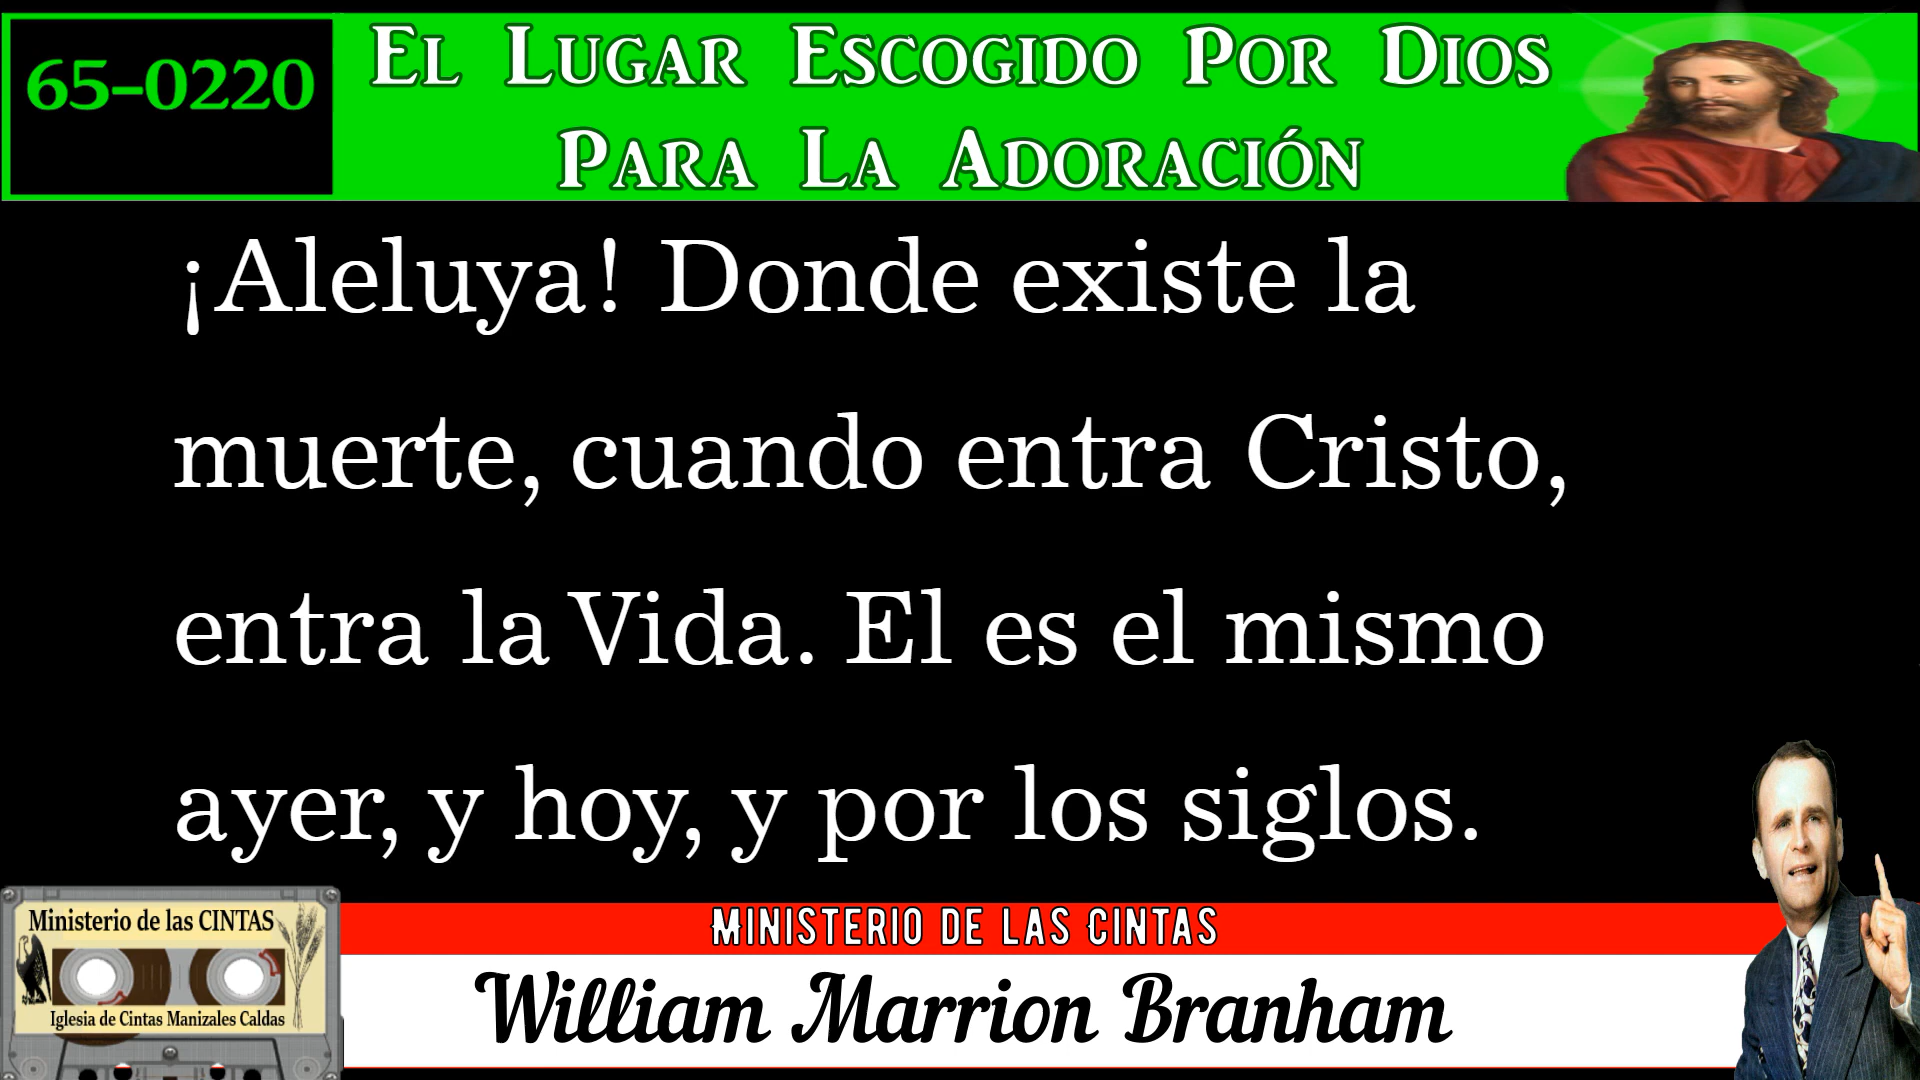 65-0220
El Lugar Escogido Por Dios
Para La Adoración
¡Aleluya! Donde existe la
muerte, cuando entra Cristo,
entra la Vida. El es el mismo
ayer, y hoy, y por los siglos.
Ministerio de las CINTAS
Iglesia de Cintas Manizales Caldas
MINISTERIO DE LAS CINTAS
William Marrion Branham